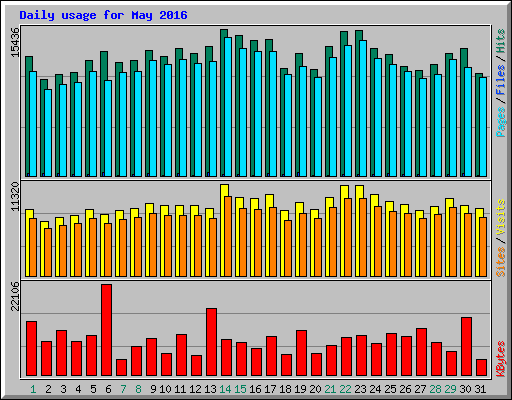 Daily usage for May 2016
15436
Pages / Files / Hits
11320
Sites / Visits
22106
KBytes
1 2 3 4 5 6 7 8 9 10 11 12 13 14 15 16 17 18 19 20 21 22 23 24 25 26 27 28 29 30 31